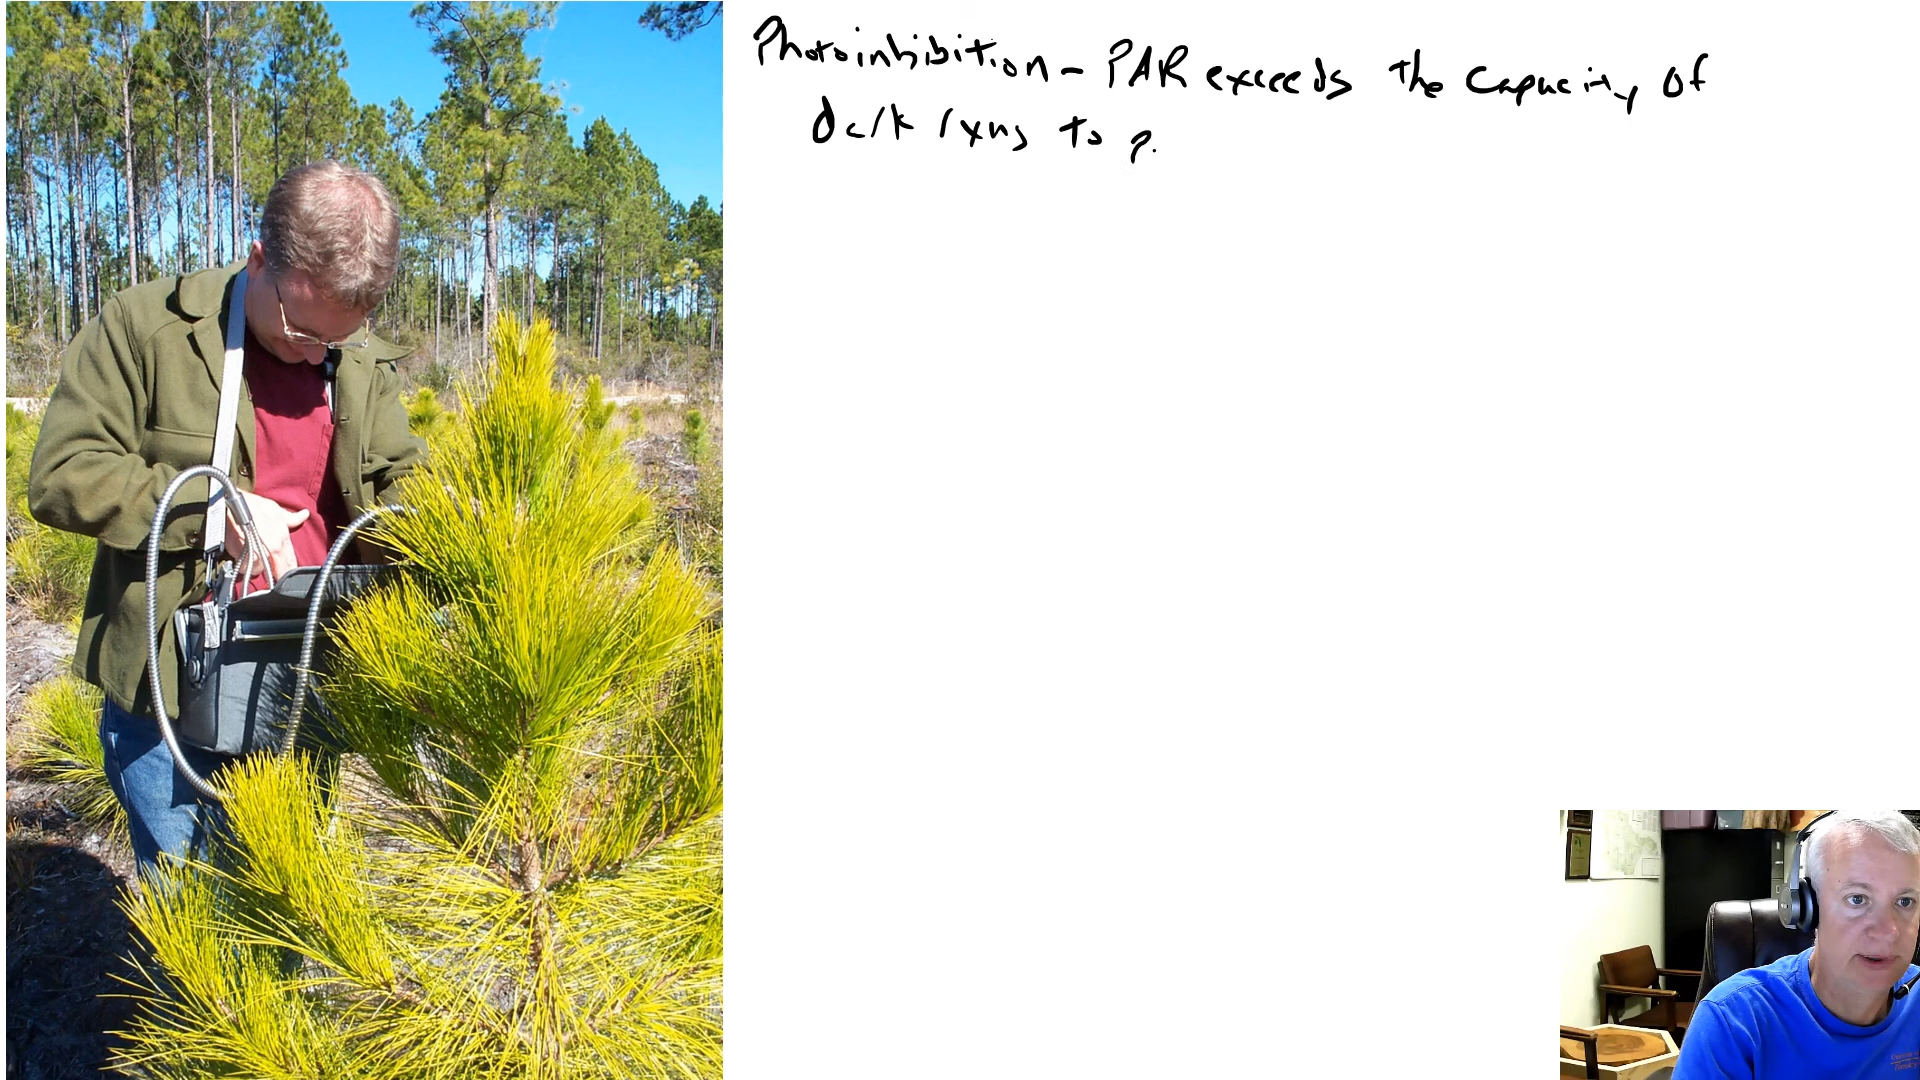 Photoinhibition - PAR exceeds the capacity of
dark rxns to p